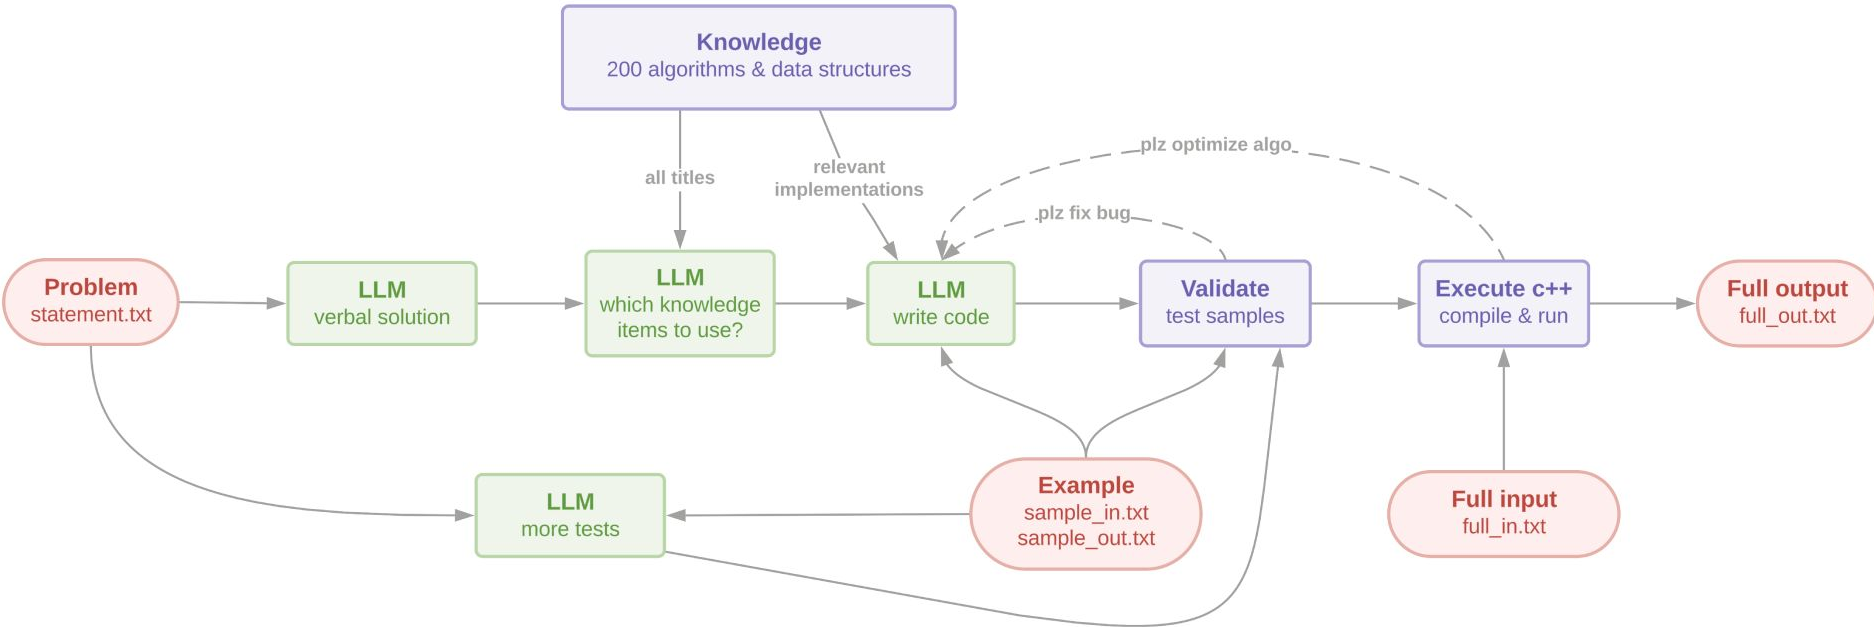 Knowledge
200 algorithms & data structures
all titles
relevant
implementations
plz optimize algo
plz fix bug
Problem
statement.txt
LLM
verbal solution
LLM
which knowledge
items to use?
LLM
write code
Validate
test samples
Execute c++
compile & run
Full output
full_out.txt
LLM
more tests
Example
sample_in.txt
sample_out.txt
Full input
full_in.txt